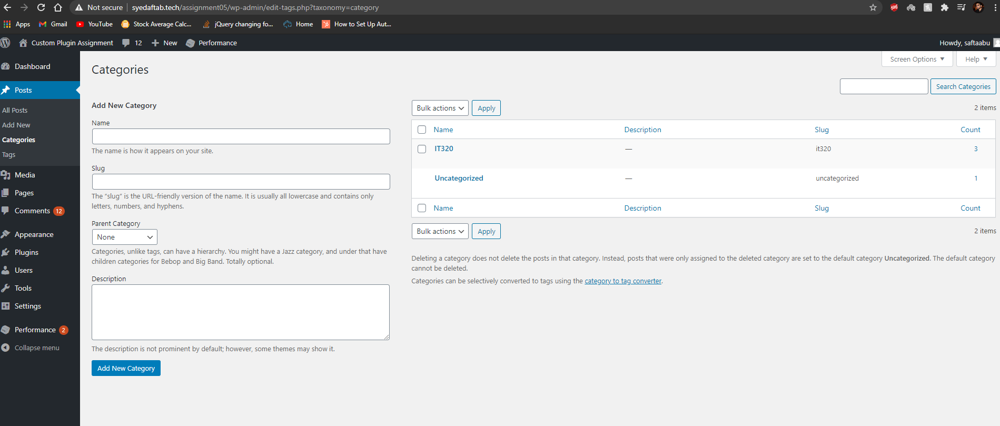 Not secure | syedaftab.tech/assignment05/wp-admin/edit-tags.php?taxonomy=category
Apps Gmail YouTube Stock Average Calc... jQuery changing fo... Home How to Set Up Aut...
Custom Plugin Assignment 12 New Performance Howdy, saftaabu
Dashboard
Posts
All Posts
Add New
Categories
Tags
Media
Pages
Comments 12
Appearance
Plugins
Users
Tools
Settings
Performance 2
Collapse menu
Screen Options Help
Categories
Search Categories
Add New Category
Name
The name is how it appears on your site.
Slug
The “slug” is the URL-friendly version of the name. It is usually all lowercase and contains only
letters, numbers, and hyphens.
Parent Category
None
Categories, unlike tags, can have a hierarchy. You might have a Jazz category, and under that have
children categories for Bebop and Big Band. Totally optional.
Description
The description is not prominent by default; however, some themes may show it.
Add New Category
Bulk actions Apply 2 items
Name Description Slug Count
IT320 — it320 3
Uncategorized — uncategorized 1
Name Description Slug Count
Bulk actions Apply 2 items
Deleting a category does not delete the posts in that category. Instead, posts that were only assigned to the deleted category are set to the default category Uncategorized. The default category
cannot be deleted.
Categories can be selectively converted to tags using the category to tag converter.